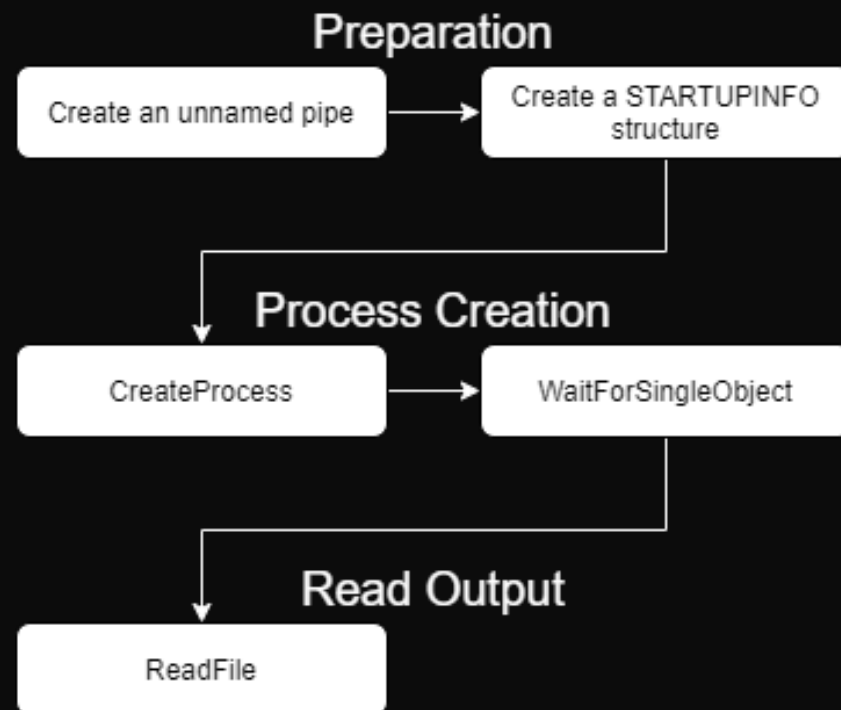 Preparation
Create an unnamed pipe
Create a STARTUPINFO
structure
Process Creation
CreateProcess
WaitForSingleObject
Read Output
ReadFile